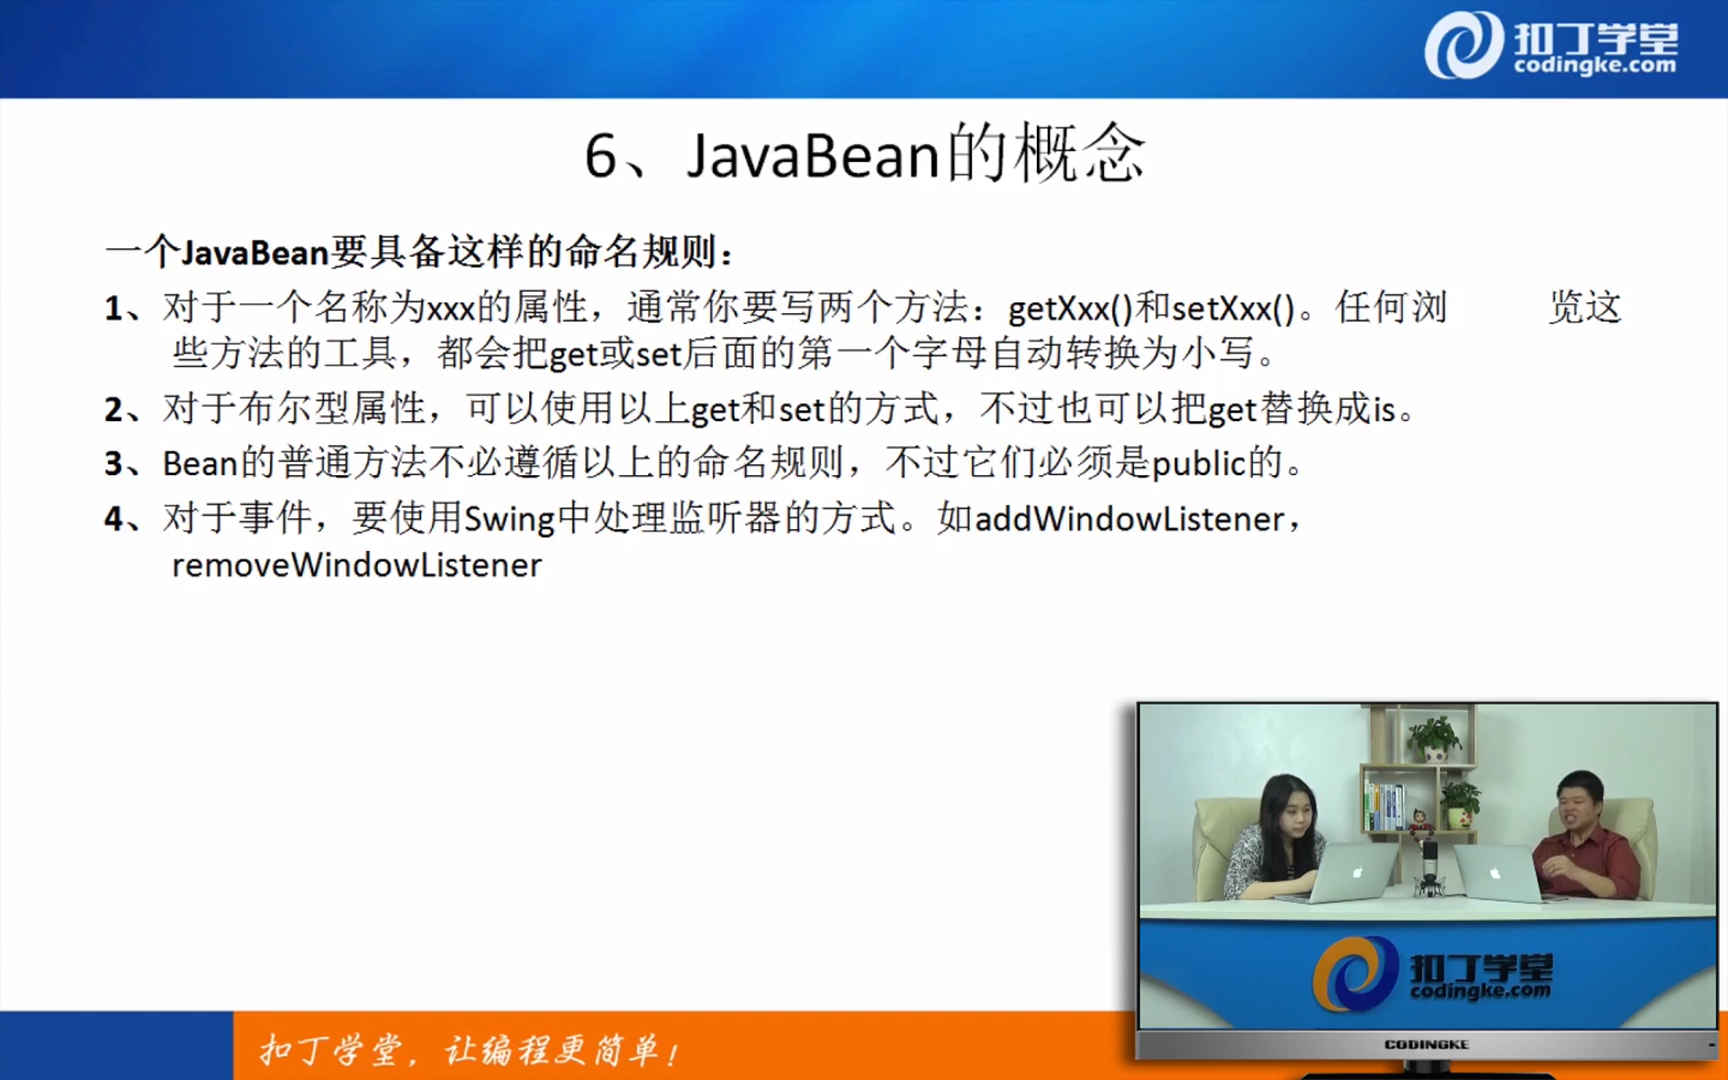 扣丁学堂
codingke.com
6、JavaBean的概念
一个JavaBean要具备这样的命名规则：
1、对于一个名称为xxx的属性，通常你要写两个方法：getXxx()和setXxx()。任何浏 览这
些方法的工具，都会把get或set后面的第一个字母自动转换为小写。
2、对于布尔型属性，可以使用以上get和set的方式，不过也可以把get替换成is。
3、Bean的普通方法不必遵循以上的命名规则，不过它们必须是public的。
4、对于事件，要使用Swing中处理监听器的方式。如addWindowListener，
removeWindowListener
扣丁学堂
codingke.com
CODINGKE
扣丁学堂，让编程更简单！